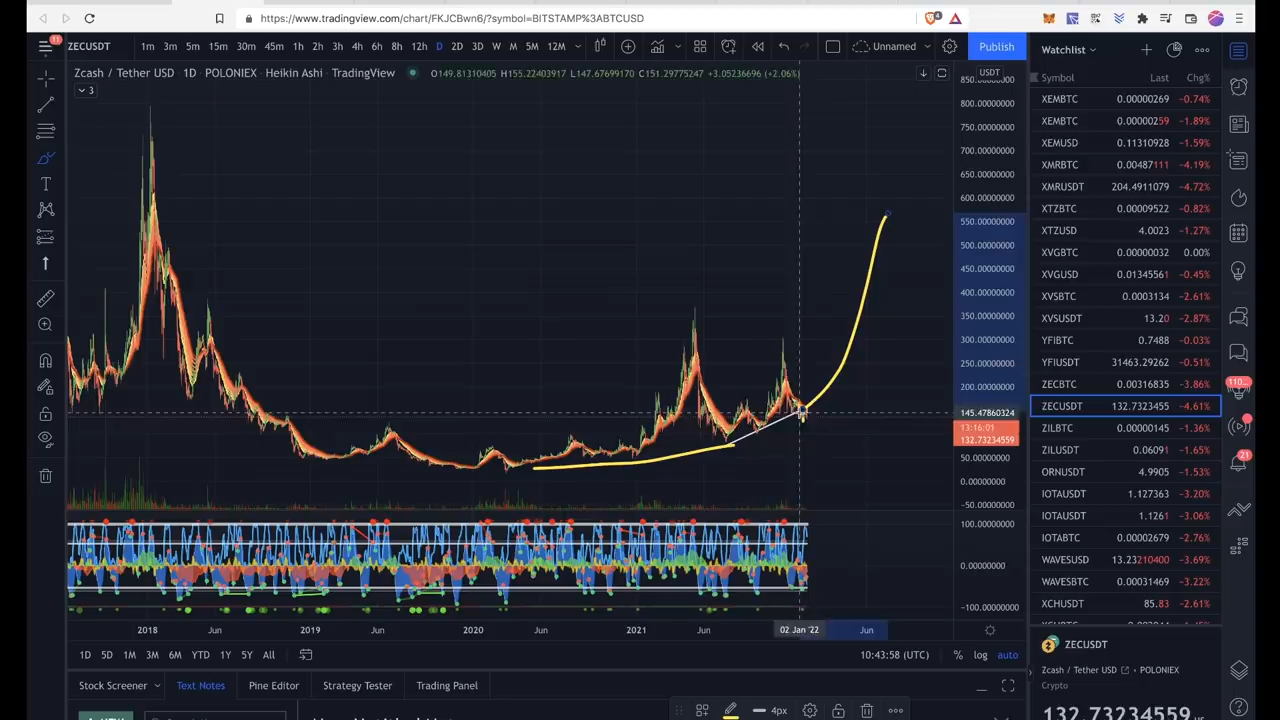 https://www.tradingview.com/chart/FKJCBwn6/?symbol=BITSTAMP%3ABTCUSD
4
11
ZECUSDT 1m 3m 5m 15m 30m 45m 1h 2h 3h 4h 6h 8h 12h D 2D 3D W M 5M 12M Unnamed Publish
Zcash / Tether USD 1D POLONIEX Heikin Ashi TradingView O149.81310405 H155.22403917 L147.67699170 C151.29775247 +3.05236696 (+2.06%)
3
USDT
850.00000000
800.00000000
750.00000000
700.00000000
650.00000000
600.00000000
550.00000000
500.00000000
450.00000000
400.00000000
350.00000000
300.00000000
250.00000000
200.00000000
145.47860324
13:16:01
132.73234559
50.00000000
0.00000000
-50.00000000
100.00000000
0.00000000
-100.00000000
2018 Jun 2019 Jun 2020 Jun 2021 Jun 02 Jan '22 Jun
1D 5D 1M 3M 6M YTD 1Y 5Y All 10:43:58 (UTC) % log auto
Stock Screener Text Notes Pine Editor Strategy Tester Trading Panel
4px
Watchlist
Symbol Last Chg%
XEMBTC 0.00000269 −0.74%
XEMBTC 0.00000259 −1.89%
XEMUSD 0.11310928 −1.59%
XMRBTC 0.00487111 −4.19%
XMRUSDT 204.4911079 −4.72%
XTZBTC 0.00009522 −0.82%
XTZUSD 4.0023 −1.27%
XVGBTC 0.00000032 0.00%
XVGUSD 0.01345561 −0.45%
XVSBTC 0.0003134 −2.61%
XVSUSDT 13.20 −2.87%
YFIBTC 0.7488 −0.03%
YFIUSDT 31463.29262 −0.51%
ZECBTC 0.00316835 −3.86%
ZECUSDT 132.7323455 −4.61%
ZILBTC 0.00000145 −1.36%
ZILUSDT 0.06091 −1.65%
ORNUSDT 4.9905 −1.53%
IOTAUSDT 1.127363 −3.20%
IOTAUSDT 1.1261 −3.06%
IOTABTC 0.00002679 −2.76%
WAVESUSD 13.23210400 −3.69%
WAVESBTC 0.00031469 −3.22%
XCHUSDT 85.83 −2.61%
ZECUSDT
Zcash / Tether USD POLONIEX
Crypto
132.73234559
110
21